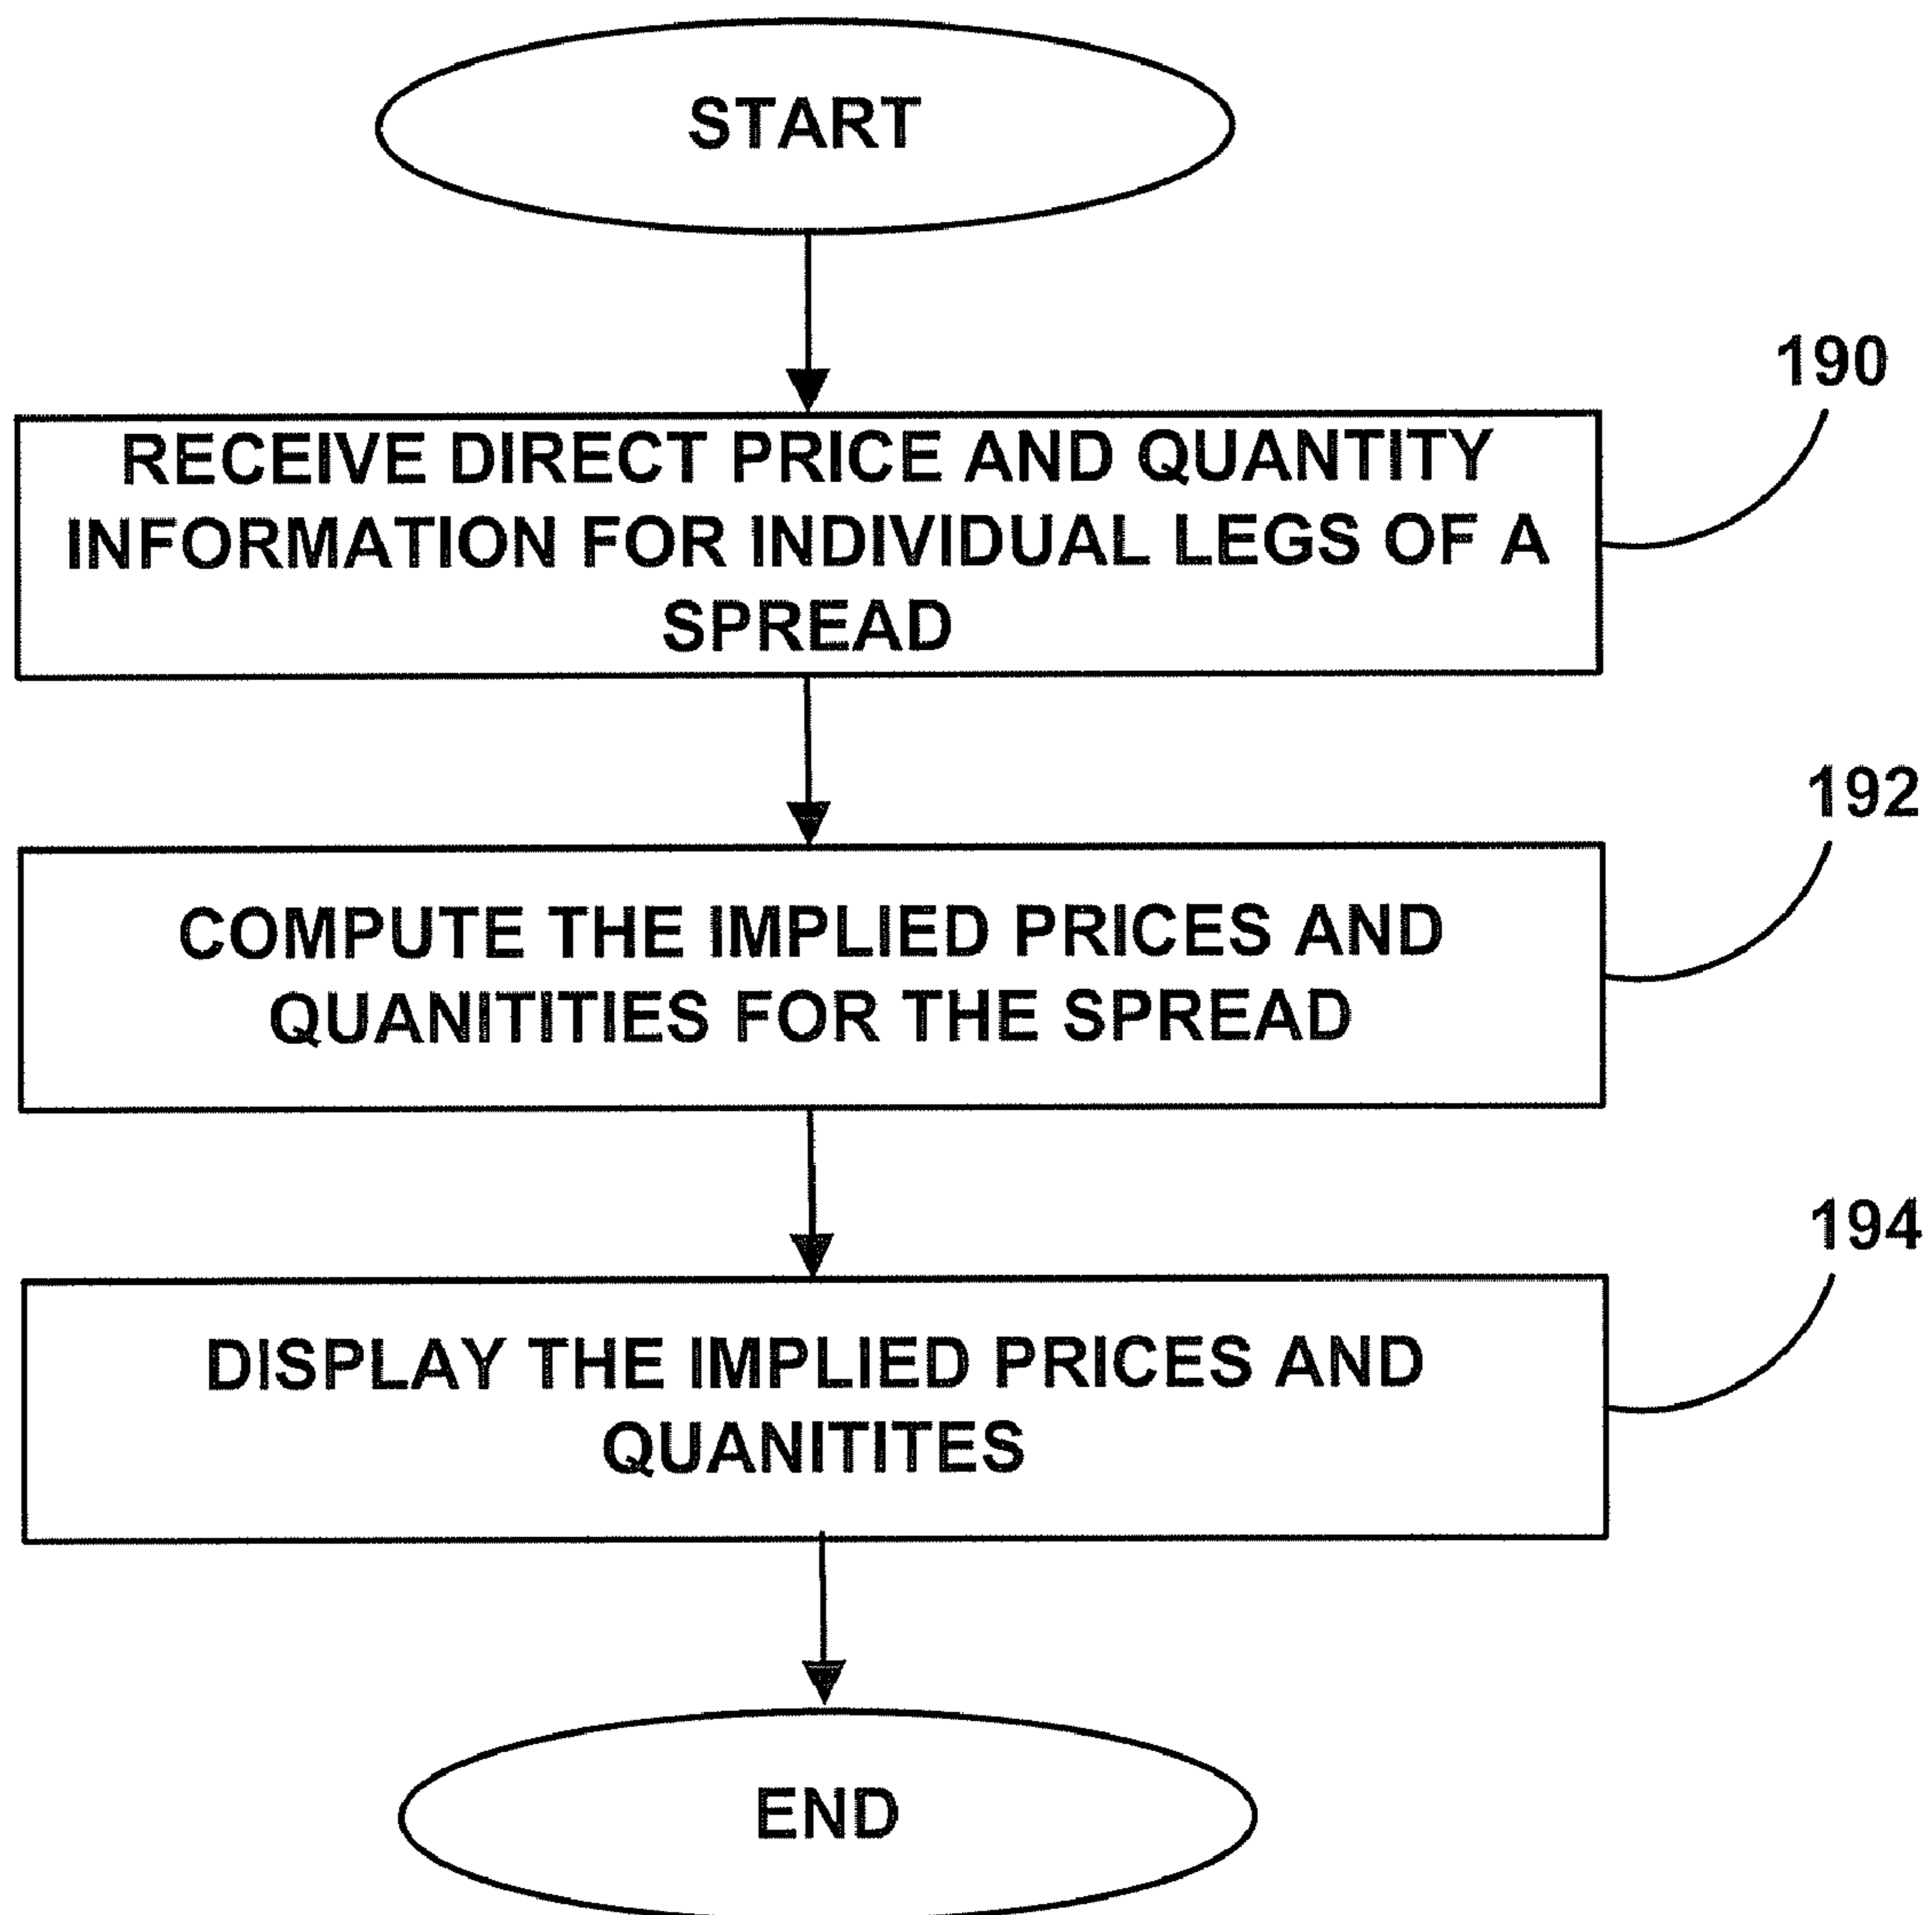 START
190
RECEIVE DIRECT PRICE AND QUANTITY
INFORMATION FOR INDIVIDUAL LEGS OF A
SPREAD
192
COMPUTE THE IMPLIED PRICES AND
QUANITITIES FOR THE SPREAD
194
DISPLAY THE IMPLIED PRICES AND
QUANITITES
END